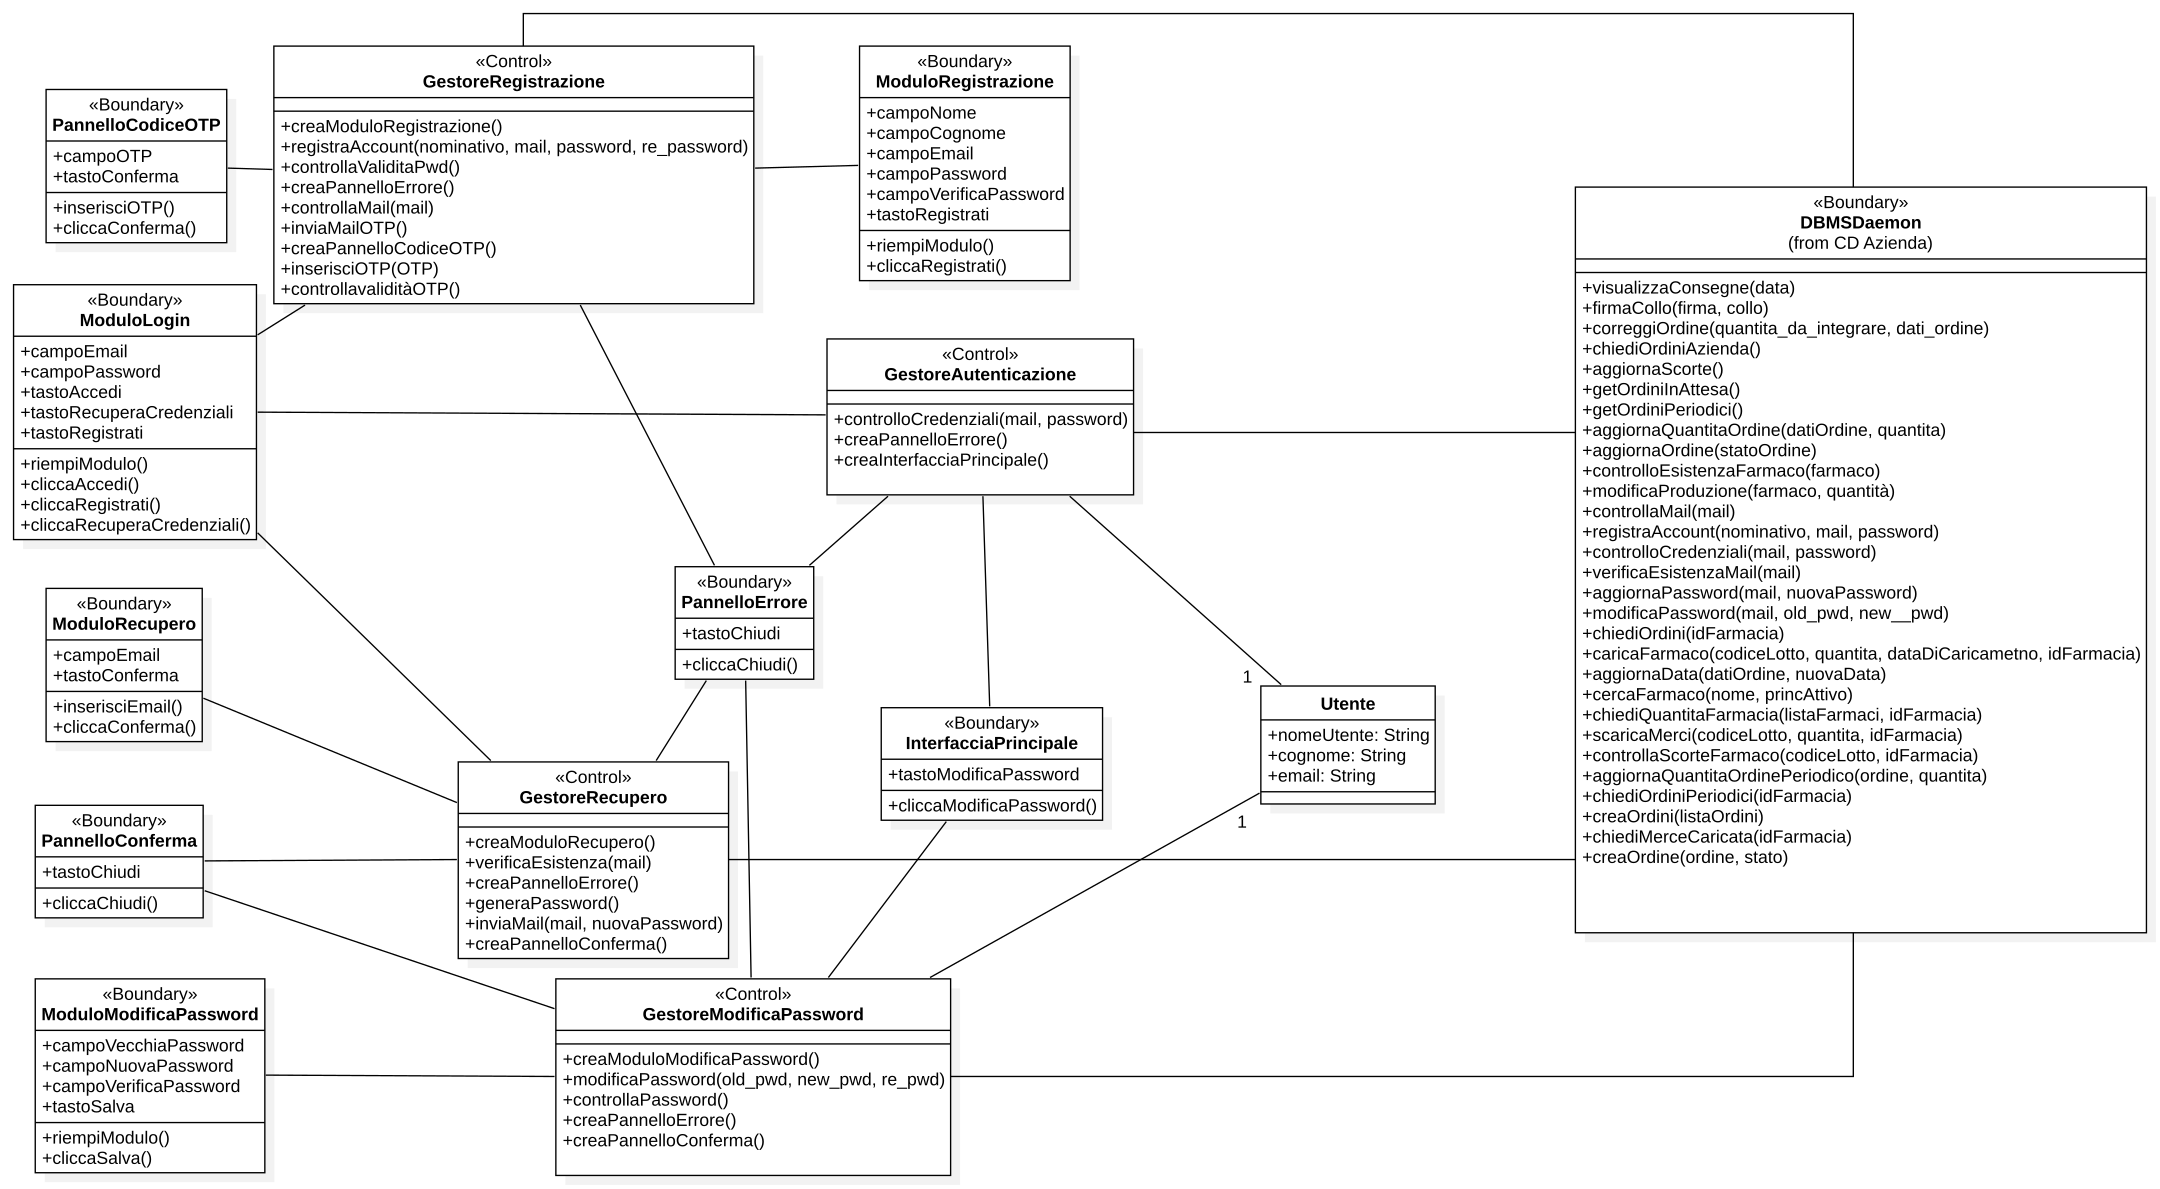 «Control»
GestoreRegistrazione
+creaModuloRegistrazione()
+registraAccount(nominativo, mail, password, re_password)
+controllaValiditaPwd()
+creaPannelloErrore()
+controllaMail(mail)
+inviaMailOTP()
+creaPannelloCodiceOTP()
+inserisciOTP(OTP)
+controllavaliditàOTP()
«Boundary»
ModuloRegistrazione
+campoNome
+campoCognome
+campoEmail
+campoPassword
+campoVerificaPassword
+tastoRegistrati
+riempiModulo()
+cliccaRegistrati()
«Boundary»
PannelloCodiceOTP
+campoOTP
+tastoConferma
+inserisciOTP()
+cliccaConferma()
«Boundary»
DBMSDaemon
(from CD Azienda)
+visualizzaConsegne(data)
+firmaCollo(firma, collo)
+correggiOrdine(quantita_da_integrare, dati_ordine)
+chiediOrdiniAzienda()
+aggiornaScorte()
+getOrdiniInAttesa()
+getOrdiniPeriodici()
+aggiornaQuantitaOrdine(datiOrdine, quantita)
+aggiornaOrdine(statoOrdine)
+controlloEsistenzaFarmaco(farmaco)
+modificaProduzione(farmaco, quantità)
+controllaMail(mail)
+registraAccount(nominativo, mail, password)
+controlloCredenziali(mail, password)
+verificaEsistenzaMail(mail)
+aggiornaPassword(mail, nuovaPassword)
+modificaPassword(mail, old_pwd, new__pwd)
+chiediOrdini(idFarmacia)
+caricaFarmaco(codiceLotto, quantita, dataDiCaricametno, idFarmacia)
+aggiornaData(datiOrdine, nuovaData)
+cercaFarmaco(nome, princAttivo)
+chiediQuantitaFarmacia(listaFarmaci, idFarmacia)
+scaricaMerci(codiceLotto, quantita, idFarmacia)
+controllaScorteFarmaco(codiceLotto, idFarmacia)
+aggiornaQuantitaOrdinePeriodico(ordine, quantita)
+chiediOrdiniPeriodici(idFarmacia)
+creaOrdini(listaOrdini)
+chiediMerceCaricata(idFarmacia)
+creaOrdine(ordine, stato)
«Boundary»
ModuloLogin
+campoEmail
+campoPassword
+tastoAccedi
+tastoRecuperaCredenziali
+tastoRegistrati
+riempiModulo()
+cliccaAccedi()
+cliccaRegistrati()
+cliccaRecuperaCredenziali()
«Control»
GestoreAutenticazione
+controlloCredenziali(mail, password)
+creaPannelloErrore()
+creaInterfacciaPrincipale()
«Boundary»
PannelloErrore
+tastoChiudi
+cliccaChiudi()
«Boundary»
ModuloRecupero
+campoEmail
+tastoConferma
+inserisciEmail()
+cliccaConferma()
1
Utente
+nomeUtente: String
+cognome: String
+email: String
1
«Boundary»
InterfacciaPrincipale
+tastoModificaPassword
+cliccaModificaPassword()
«Control»
GestoreRecupero
+creaModuloRecupero()
+verificaEsistenza(mail)
+creaPannelloErrore()
+generaPassword()
+inviaMail(mail, nuovaPassword)
+creaPannelloConferma()
«Boundary»
PannelloConferma
+tastoChiudi
+cliccaChiudi()
«Boundary»
ModuloModificaPassword
+campoVecchiaPassword
+campoNuovaPassword
+campoVerificaPassword
+tastoSalva
+riempiModulo()
+cliccaSalva()
«Control»
GestoreModificaPassword
+creaModuloModificaPassword()
+modificaPassword(old_pwd, new_pwd, re_pwd)
+controllaPassword()
+creaPannelloErrore()
+creaPannelloConferma()